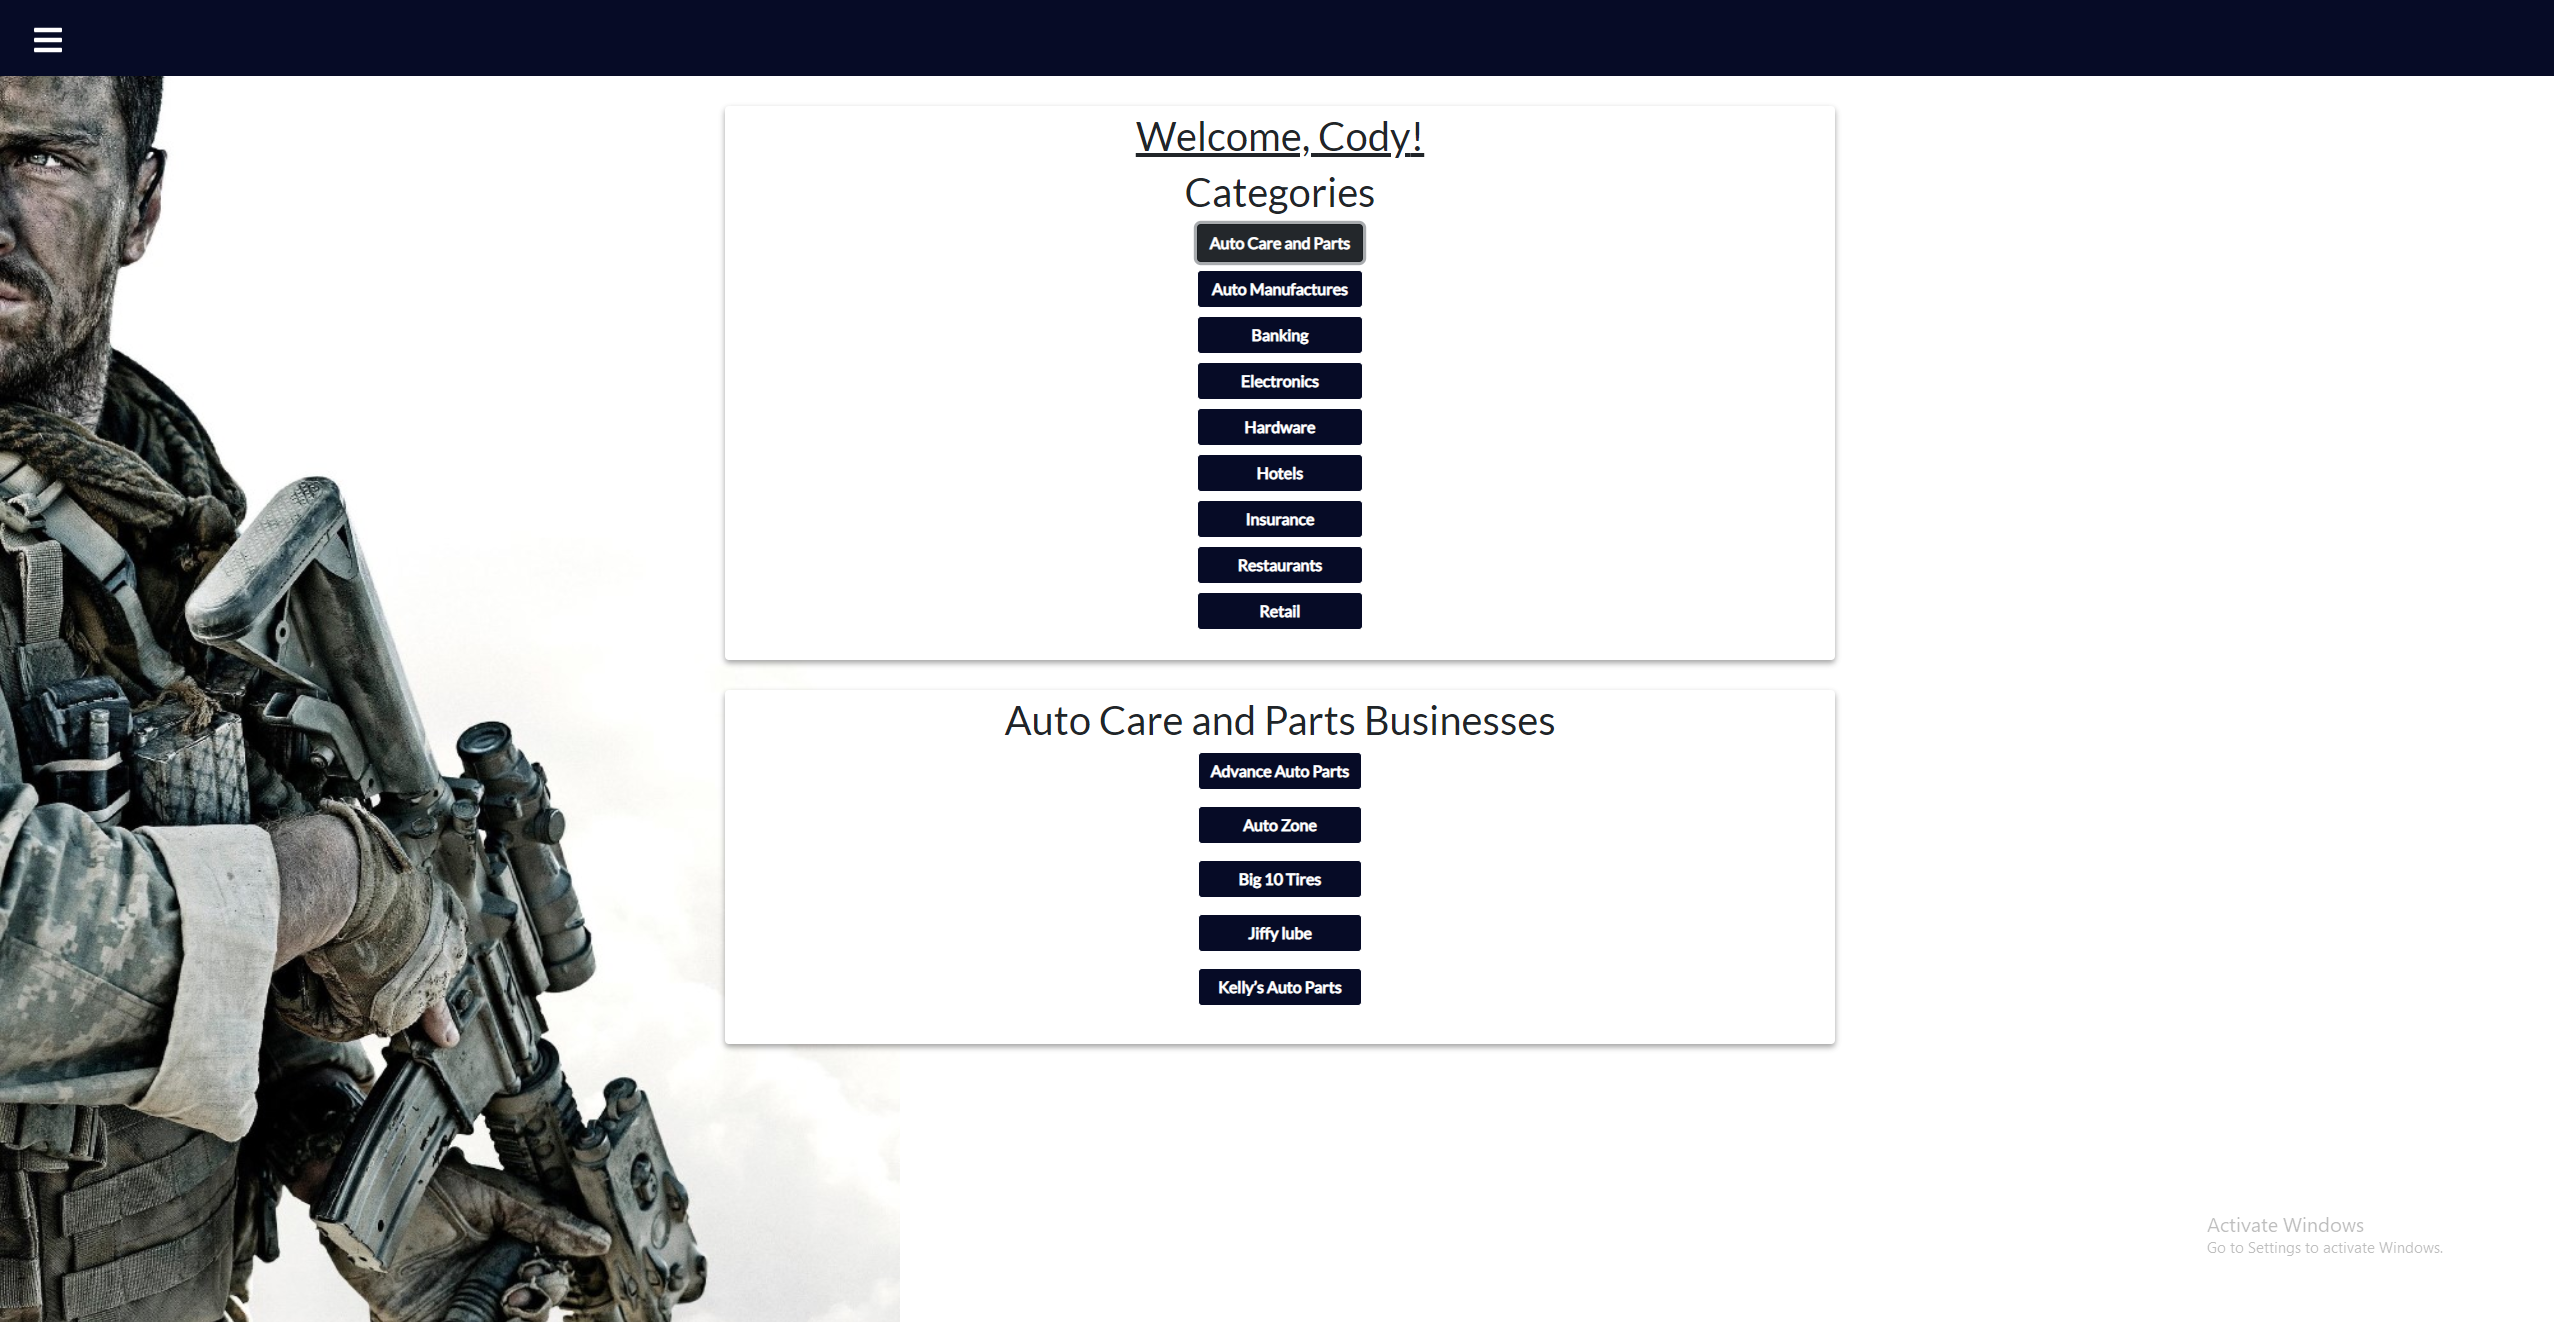 Welcome, Cody!
Categories
Auto Care and Parts
Auto Manufactures
Banking
Electronics
Hardware
Hotels
Insurance
Restaurants
Retail
Auto Care and Parts Businesses
Advance Auto Parts
Auto Zone
Big 10 Tires
Jiffy lube
Kelly's Auto Parts
Activate Windows
Go to Settings to activate Windows.